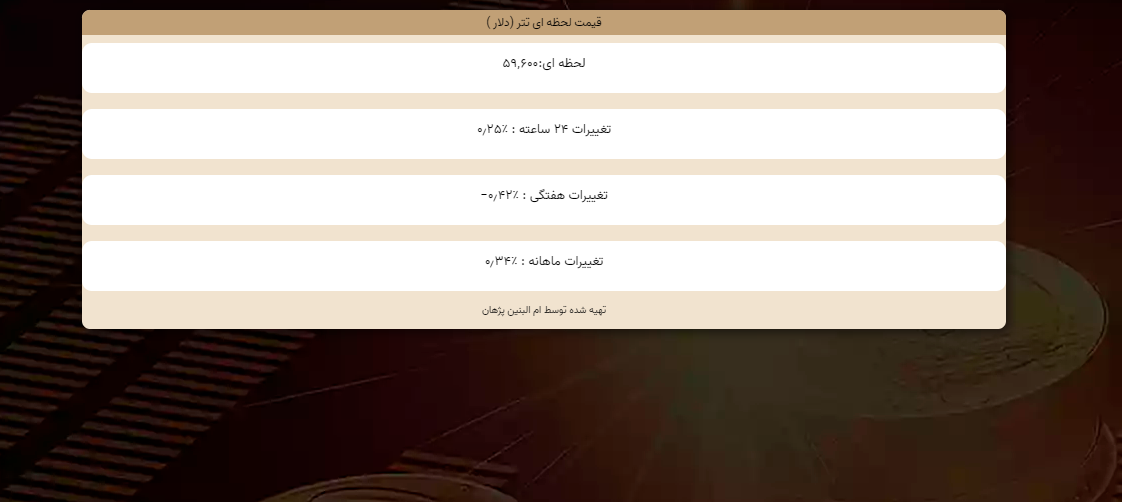 قیمت لحظه ای تتر (دلار )
لحظه ای:۵۹,۶۰۰
تغییرات ۲۴ ساعته : ۰٫۲۵٪
تغییرات هفتگی : ۰٫۴۲٪−
تغییرات ماهانه : ۰٫۳۴٪
تهیه شده توسط ام البنین پژهان